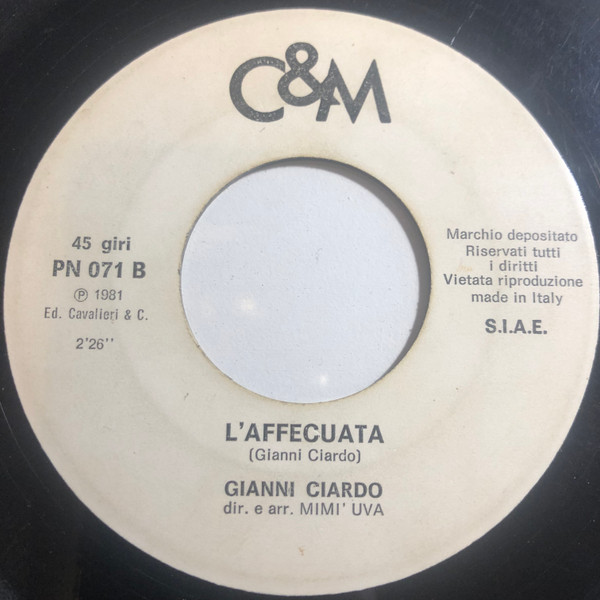 C&M
45 giri
PN 071 B
Ⓟ 1981
Ed. Cavalieri & C.
2'26''
Marchio depositato
Riservati tutti
i diritti
Vietata riproduzione
made in Italy
S.I.A.E.
L'AFFECUATA
(Gianni Ciardo)
GIANNI CIARDO
dir. e arr. MIMI' UVA